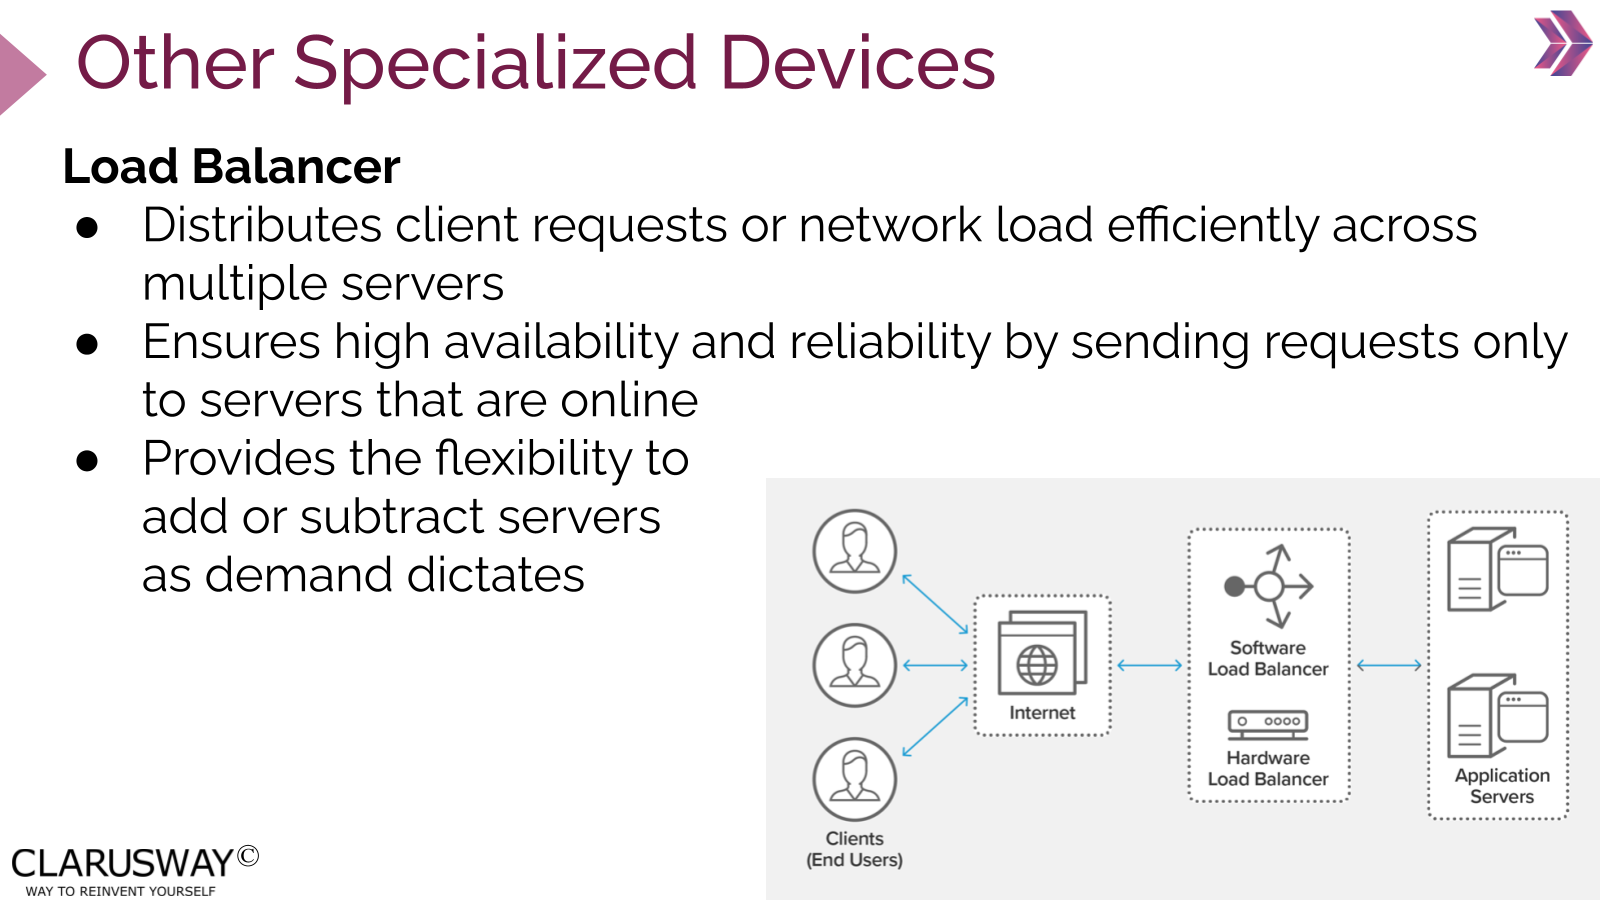 Other Specialized Devices
Load Balancer
● Distributes client requests or network load efficiently across
multiple servers
● Ensures high availability and reliability by sending requests only
to servers that are online
● Provides the flexibility to
add or subtract servers
as demand dictates
Clients
(End Users)
Internet
Software
Load Balancer
Hardware
Load Balancer
Application
Servers
CLARUSWAY©
WAY TO REINVENT YOURSELF